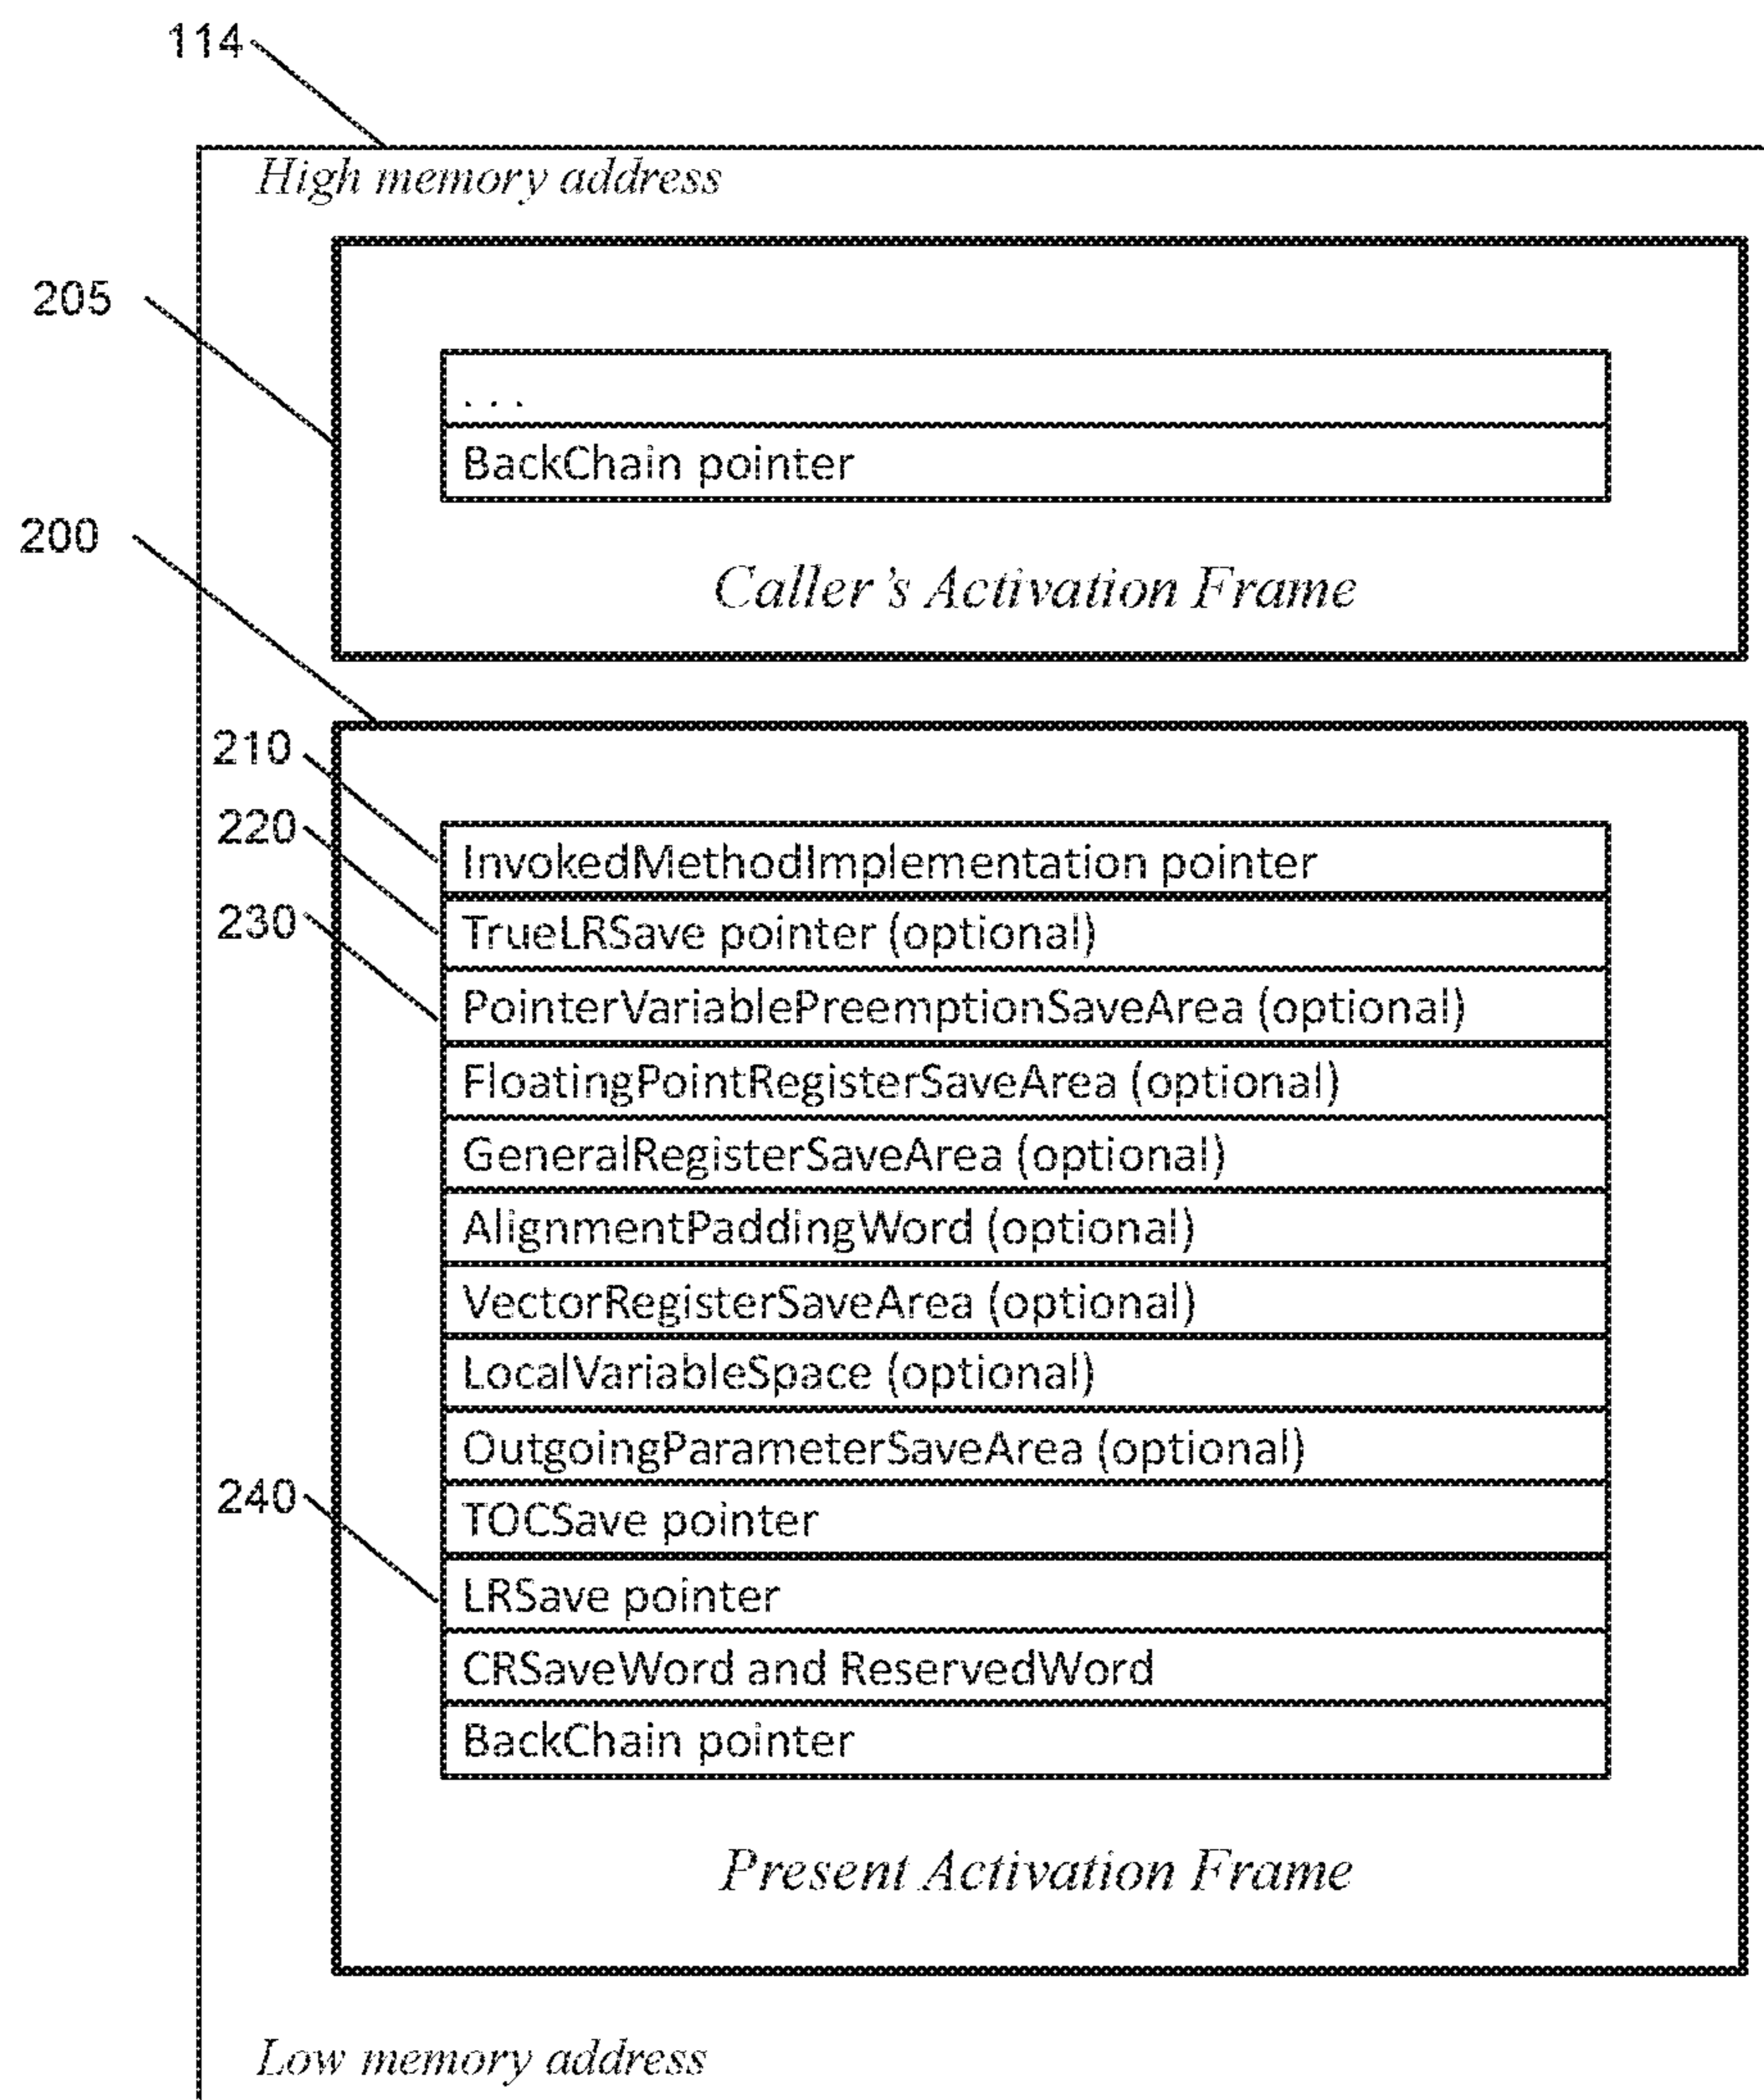 114
High memory address
205
. . .
BackChain pointer
200
Caller's Activation Frame
210
InvokedMethodImplementation pointer
220
TrueLRSave pointer (optional)
230
PointerVariablePreemptionSaveArea (optional)
FloatingPointRegisterSaveArea (optional)
GeneralRegisterSaveArea (optional)
AlignmentPaddingWord (optional)
VectorRegisterSaveArea (optional)
LocalVariableSpace (optional)
OutgoingParameterSaveArea (optional)
240
TOCSave pointer
LRSave pointer
CRSaveWord and ReservedWord
BackChain pointer
Present Activation Frame
Low memory address